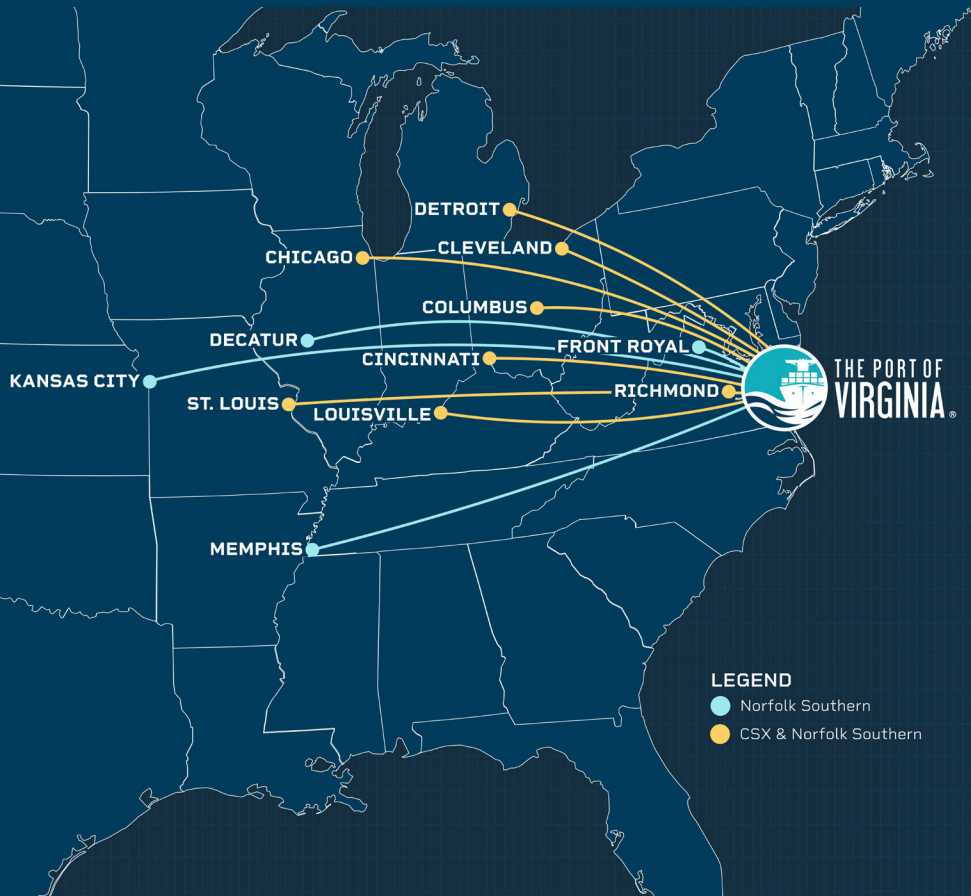 DETROIT
CLEVELAND
CHICAGO
COLUMBUS
DECATUR
FRONT ROYAL
CINCINNATI
KANSAS CITY
THE PORT OF
VIRGINIA®
RICHMOND
ST. LOUIS
LOUISVILLE
MEMPHIS
LEGEND
Norfolk Southern
CSX & Norfolk Southern